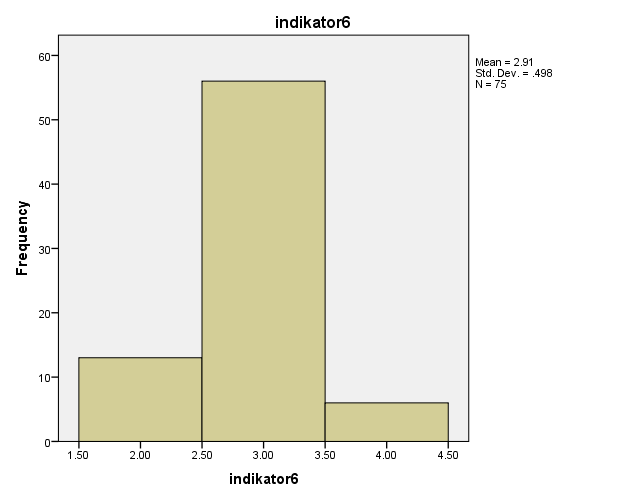 indikator6
Mean = 2.91
Std. Dev. = .498
N = 75
60
50
40
30
20
10
0
Frequency
1.50 2.00 2.50 3.00 3.50 4.00 4.50
indikator6